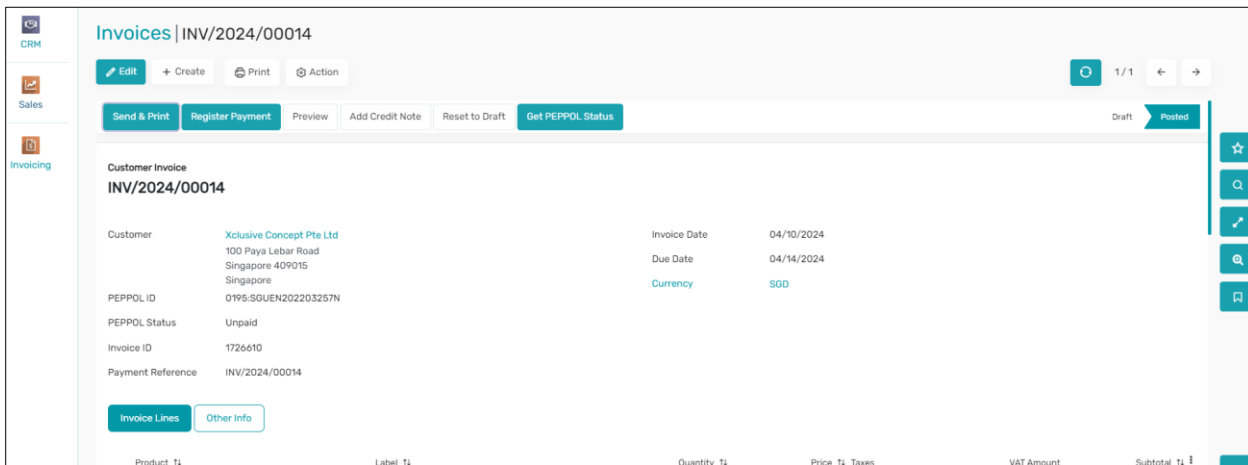 CRM
Sales
Invoicing
Invoices | INV/2024/00014
Edit + Create Print Action 1 / 1
Send & Print Register Payment Preview Add Credit Note Reset to Draft Get PEPPOL Status Draft Posted
Customer Invoice
INV/2024/00014
Customer Xclusive Concept Pte Ltd Invoice Date 04/10/2024
100 Paya Lebar Road
Due Date 04/14/2024
Singapore 409015
Singapore
Currency SGD
PEPPOL ID 0195:SGUEN202203257N
PEPPOL Status Unpaid
Invoice ID 1726610
Payment Reference INV/2024/00014
Invoice Lines Other Info
Product Label Quantity Price Taxes VAT Amount Subtotal